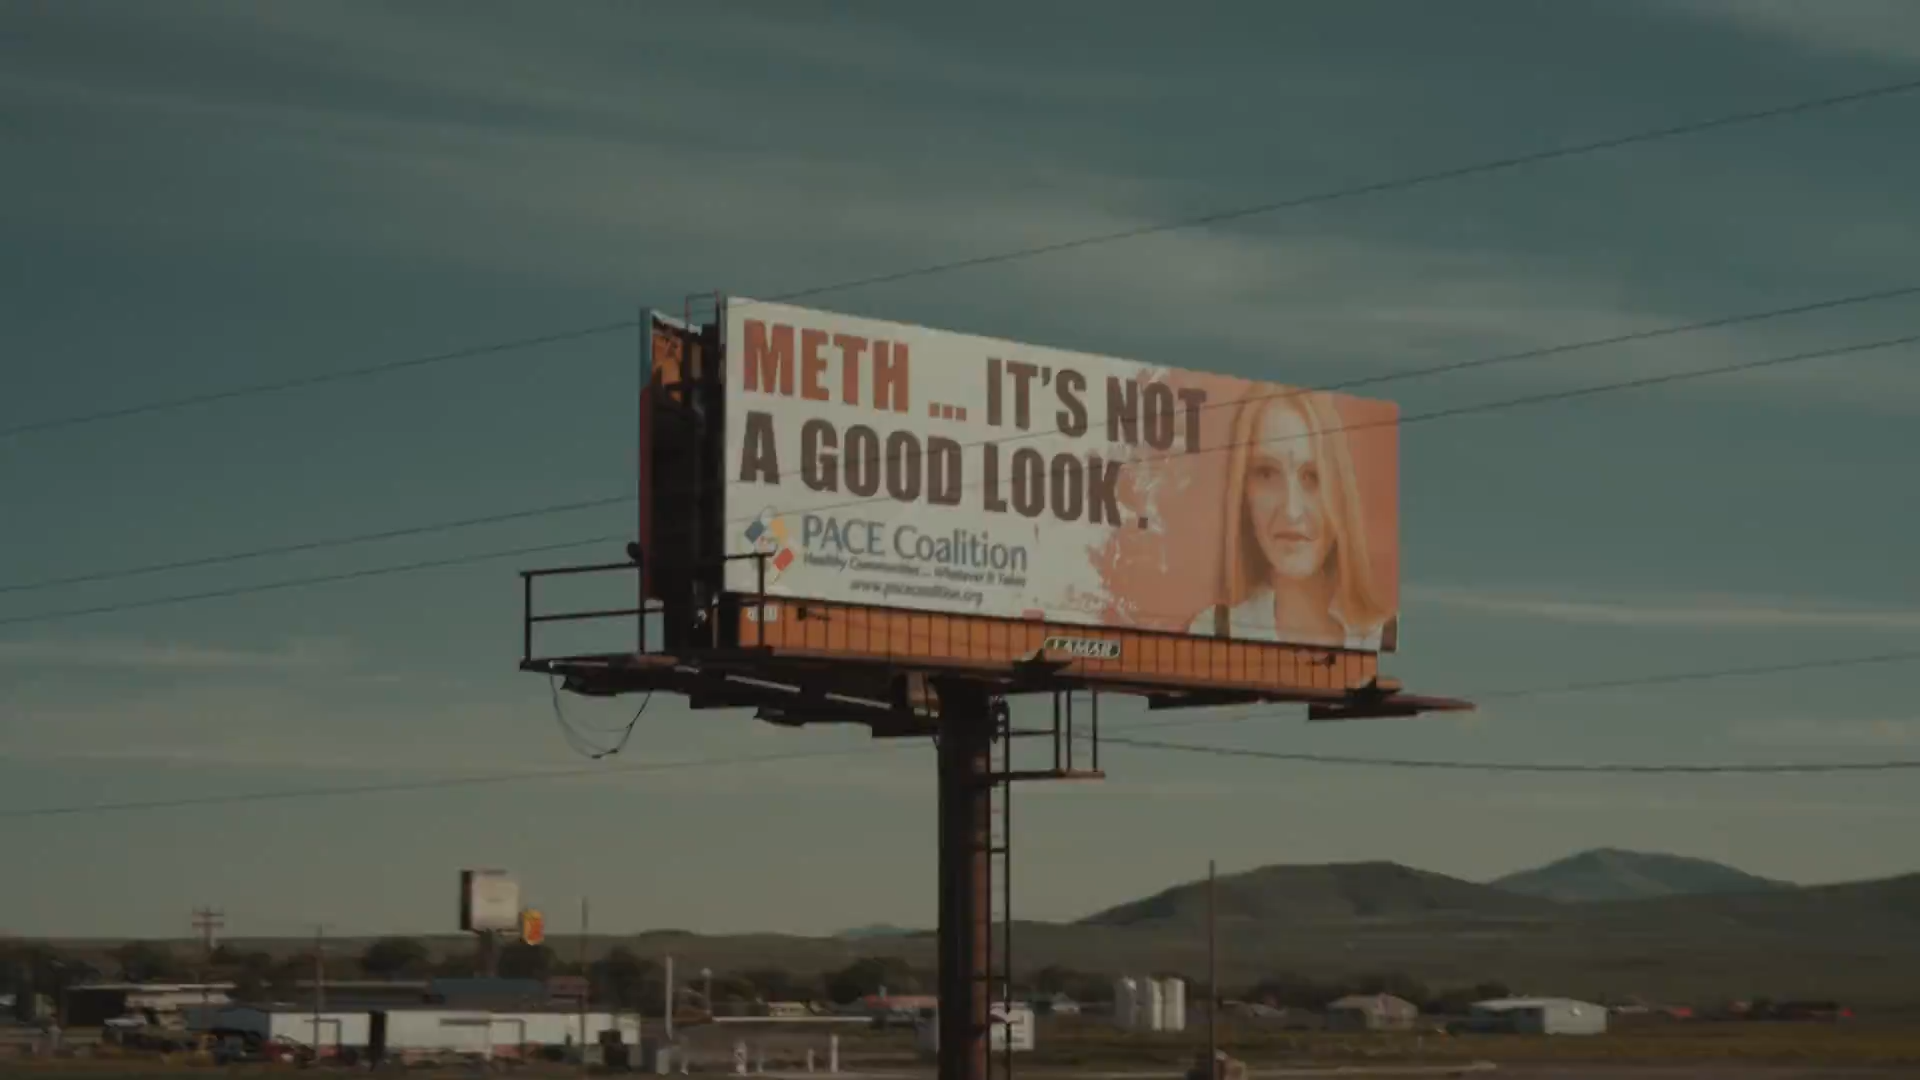 METH ... IT'S NOT
A GOOD LOOK.
PACE Coalition
Healthy Communities... Whatever It Takes
www.pacecoalition.org
LAMAR